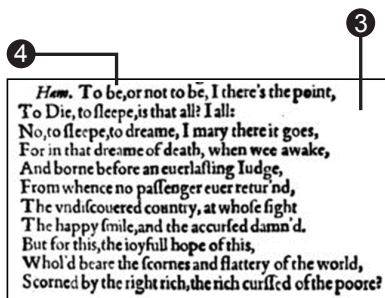 3
4
Ham. To be, or not to be, I there's the point,
To Die, to ſleepe, is that all? I all:
No, to ſleepe, to dreame, I mary there it goes,
For in that dreame of death, when wee awake,
And borne before an euerlaſting Iudge,
From whence no paſſenger euer retur'nd,
The vndiſcouered country, at whoſe ſight
The happy ſmile, and the accurſed damn'd.
But for this, the ioyfull hope of this,
Whol'd beare the ſcornes and flattery of the world,
Scorned by the right rich, the rich curſſed of the poore?